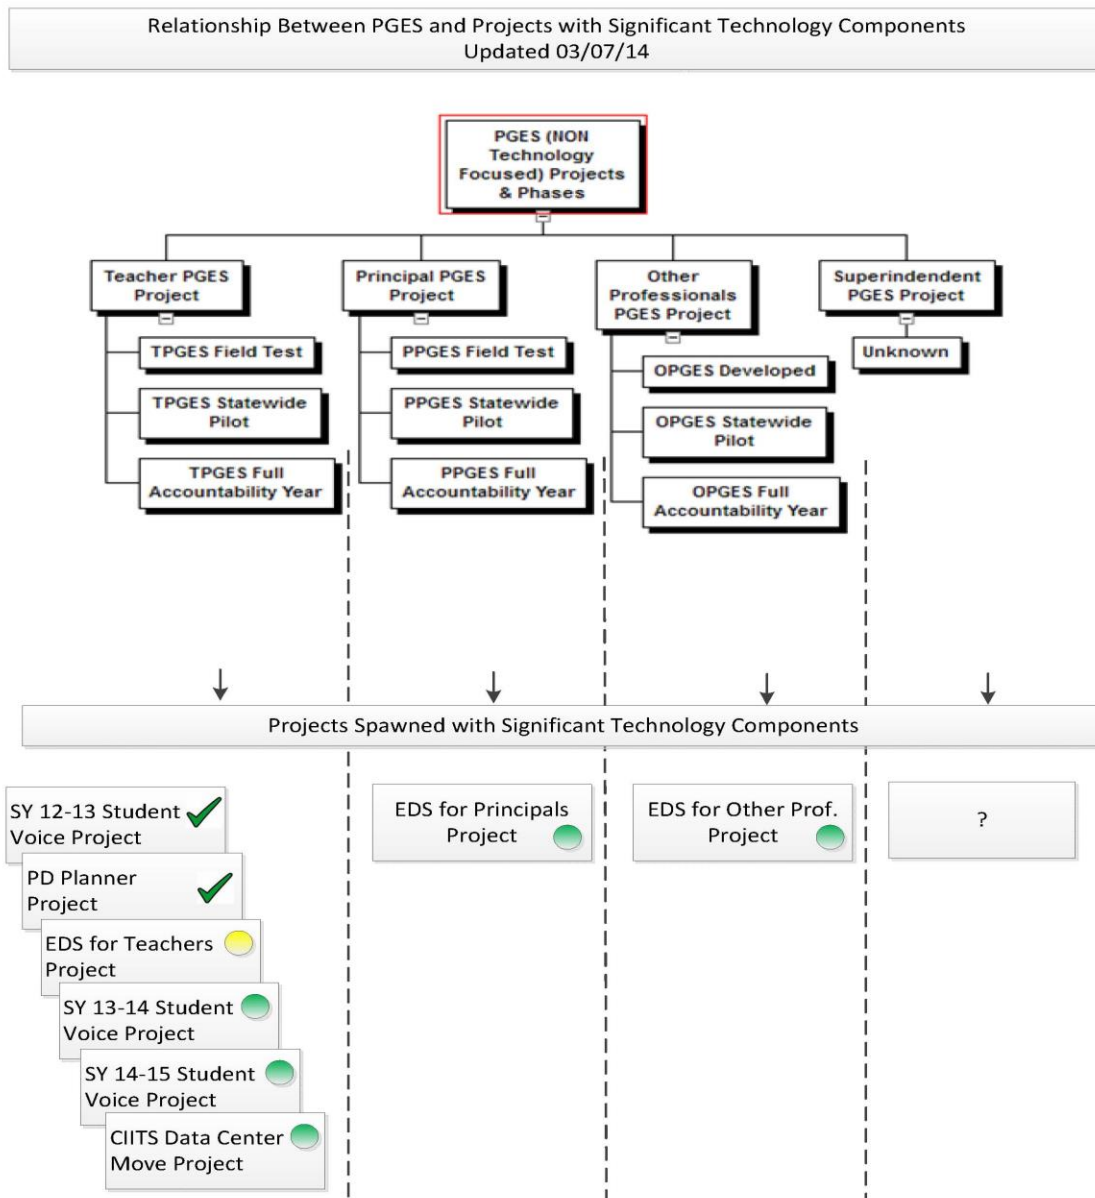 Relationship Between PGES and Projects with Significant Technology Components
Updated 03/07/14
PGES (NON
Technology
Focused) Projects
& Phases
Teacher PGES
Project
TPGES Field Test
TPGES Statewide
Pilot
TPGES Full
Accountability Year
Principal PGES
Project
PPGES Field Test
PPGES Statewide
Pilot
PPGES Full
Accountability Year
Other
Professionals
PGES Project
OPGES Developed
OPGES Statewide
Pilot
OPGES Full
Accountability Year
Superindendent
PGES Project
Unknown
Projects Spawned with Significant Technology Components
SY 12-13 Student
Voice Project
PD Planner
Project
EDS for Teachers
Project
SY 13-14 Student
Voice Project
SY 14-15 Student
Voice Project
CIITS Data Center
Move Project
EDS for Principals
Project
EDS for Other Prof.
Project
?